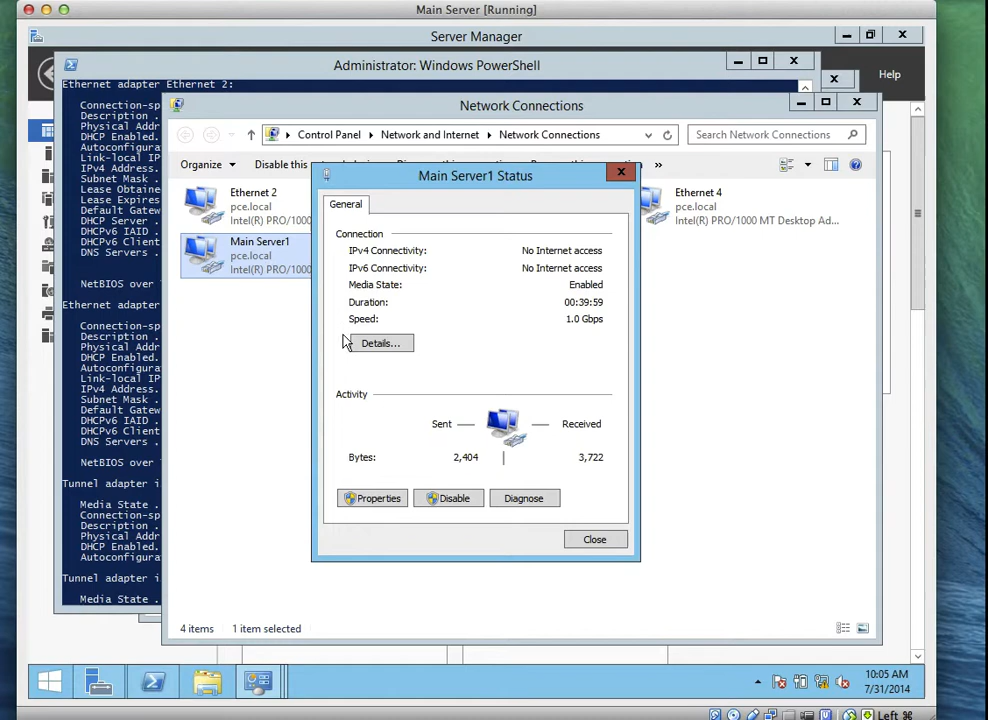 Main Server [Running]
Server Manager
Administrator: Windows PowerShell
Help
Ethernet adapter Ethernet 2:
Connection-sp
Description .
Physical Addr
DHCP Enabled.
Autoconfigura
Link-local IP
IPv4 Address.
Subnet Mask .
Lease Obtaine
Lease Expires
Default Gatew
DHCP Server .
DHCPv6 IAID .
DHCPv6 Client
DNS Servers .
NetBIOS over
Ethernet adapter
Connection-sp
Description .
Physical Addr
DHCP Enabled.
Autoconfigura
Link-local IP
IPv4 Address.
Subnet Mask .
Default Gatew
DHCPv6 IAID .
DHCPv6 Client
DNS Servers .
NetBIOS over
Tunnel adapter i
Media State .
Connection-sp
Description .
Physical Addr
DHCP Enabled.
Autoconfigura
Tunnel adapter i
Media State .
Network Connections
Control Panel
Network and Internet
Network Connections
Search Network Connections
Organize
Disable this
»
Ethernet 2
pce.local
Intel(R) PRO/1000
Main Server1
pce.local
Intel(R) PRO/1000
Ethernet 4
pce.local
Intel(R) PRO/1000 MT Desktop Ad...
Main Server1 Status
General
Connection
IPv4 Connectivity: No Internet access
IPv6 Connectivity: No Internet access
Media State: Enabled
Duration: 00:39:59
Speed: 1.0 Gbps
Details...
Activity
Sent
Received
Bytes: 2,404 3,722
Properties
Disable
Diagnose
Close
4 items
1 item selected
10:05 AM
7/31/2014
Left ⌘